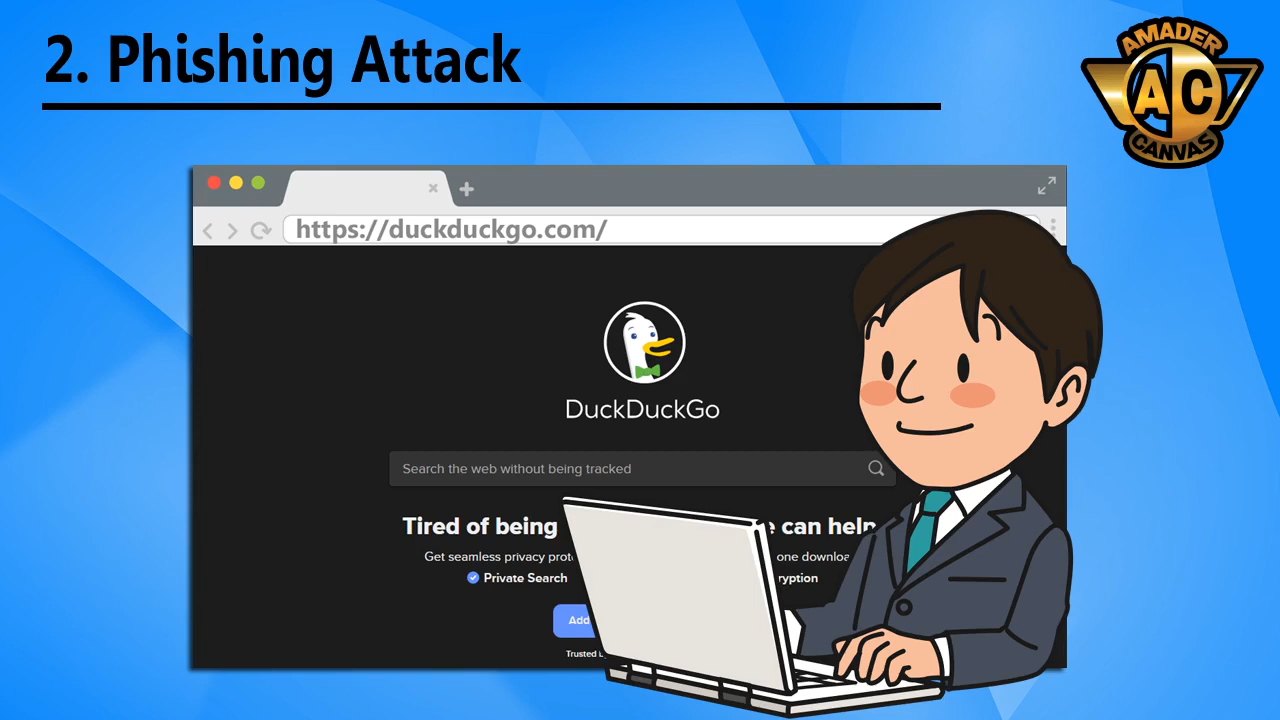 2. Phishing Attack
AMADER
AC
CANVAS
https://duckduckgo.com/
DuckDuckGo
Search the web without being tracked
Tired of being e can help
Get seamless privacy one downloa
Private Search ryption
Add
Trusted